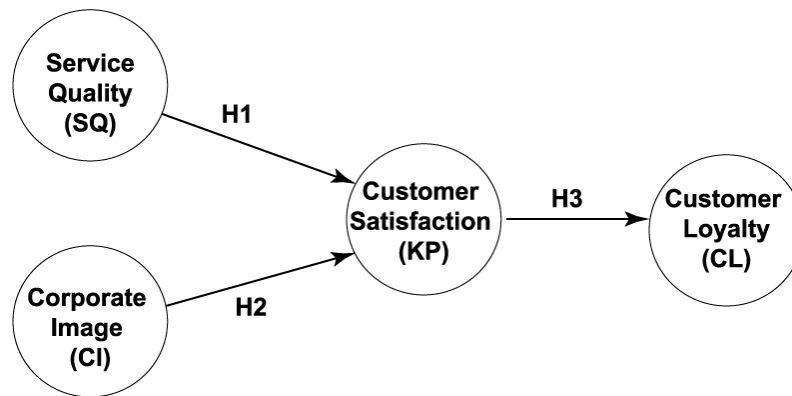 Service
Quality
(SQ)
H1
Customer
Satisfaction
(KP)
H3
Customer
Loyalty
(CL)
H2
Corporate
Image
(CI)